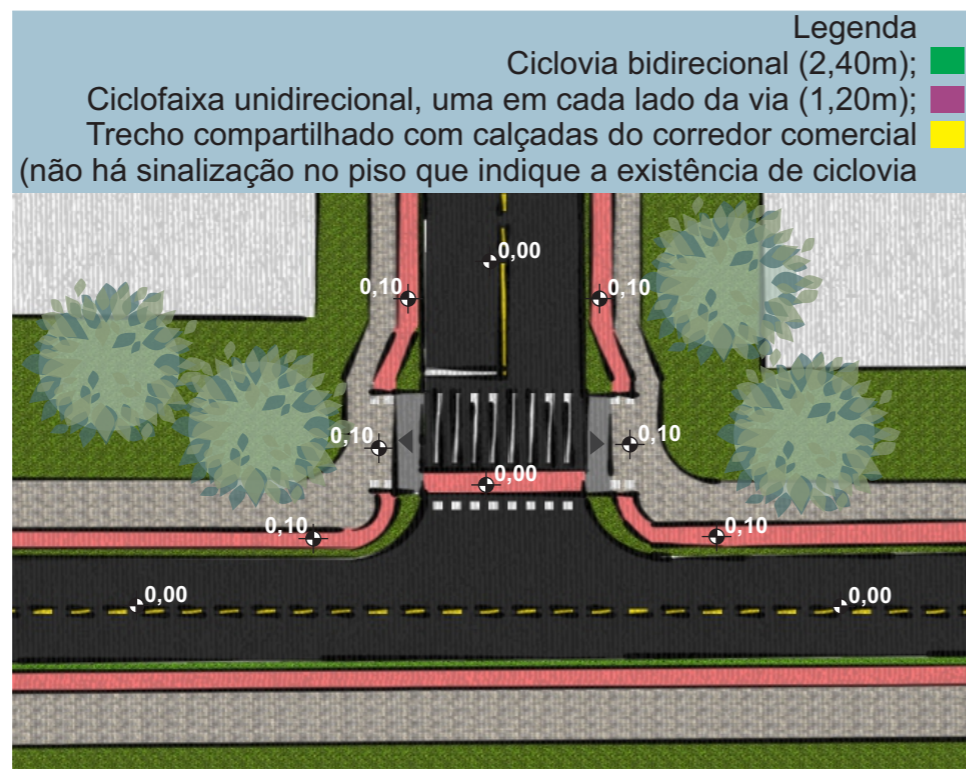 Legenda
Ciclovia bidirecional (2,40m);
Ciclofaixa unidirecional, uma em cada lado da via (1,20m);
Trecho compartilhado com calçadas do corredor comercial
(não há sinalização no piso que indique a existência de ciclovia
0,00
0,10
0,10
0,10
0,10
0,00
0,10
0,10
0,00
0,00